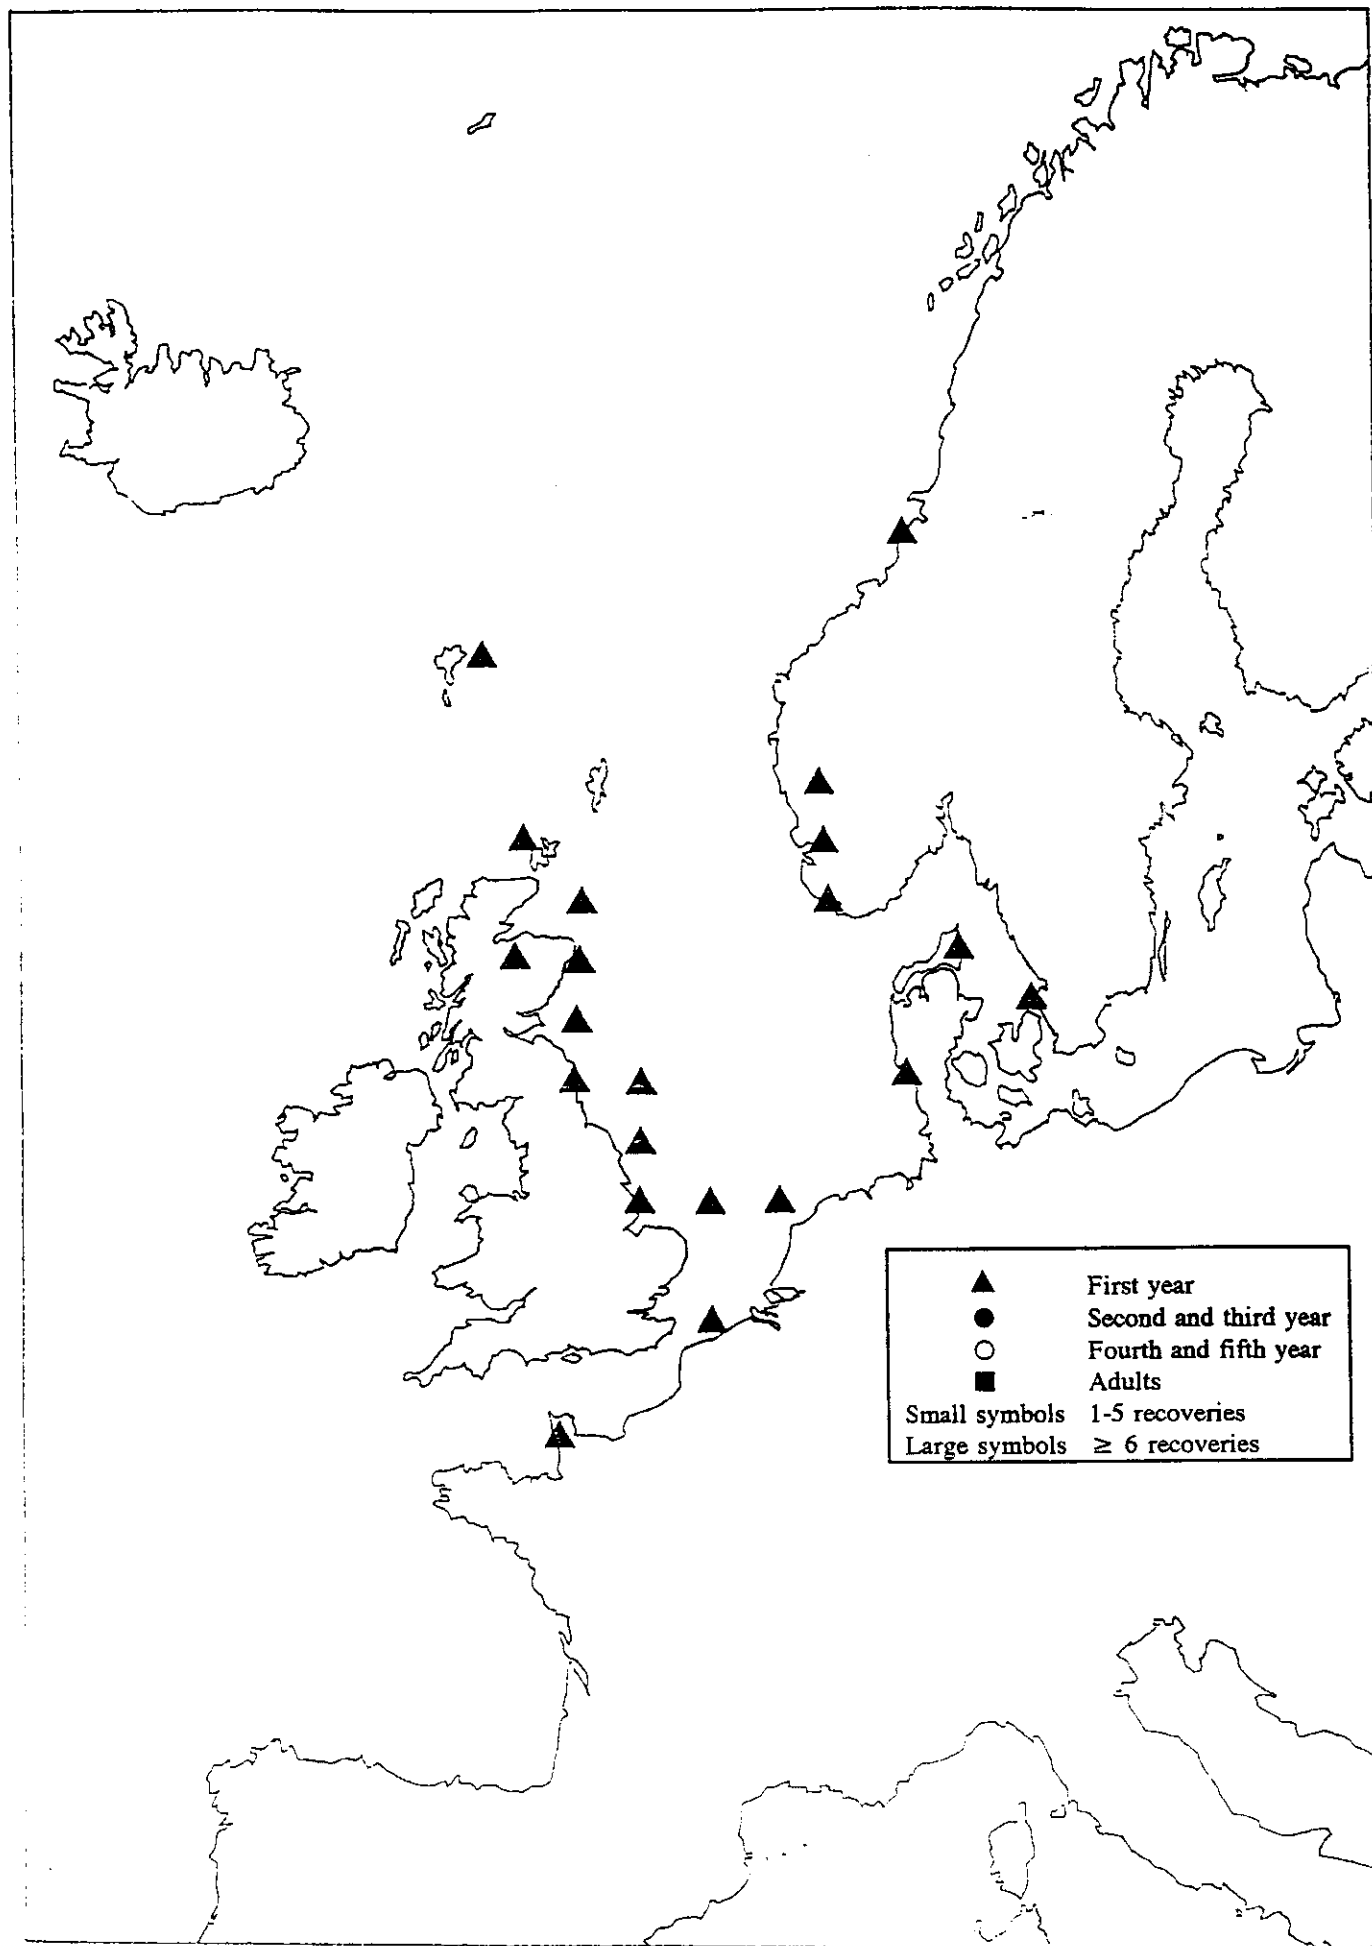 First year
Second and third year
Fourth and fifth year
Adults
Small symbols 1-5 recoveries
Large symbols ≥ 6 recoveries